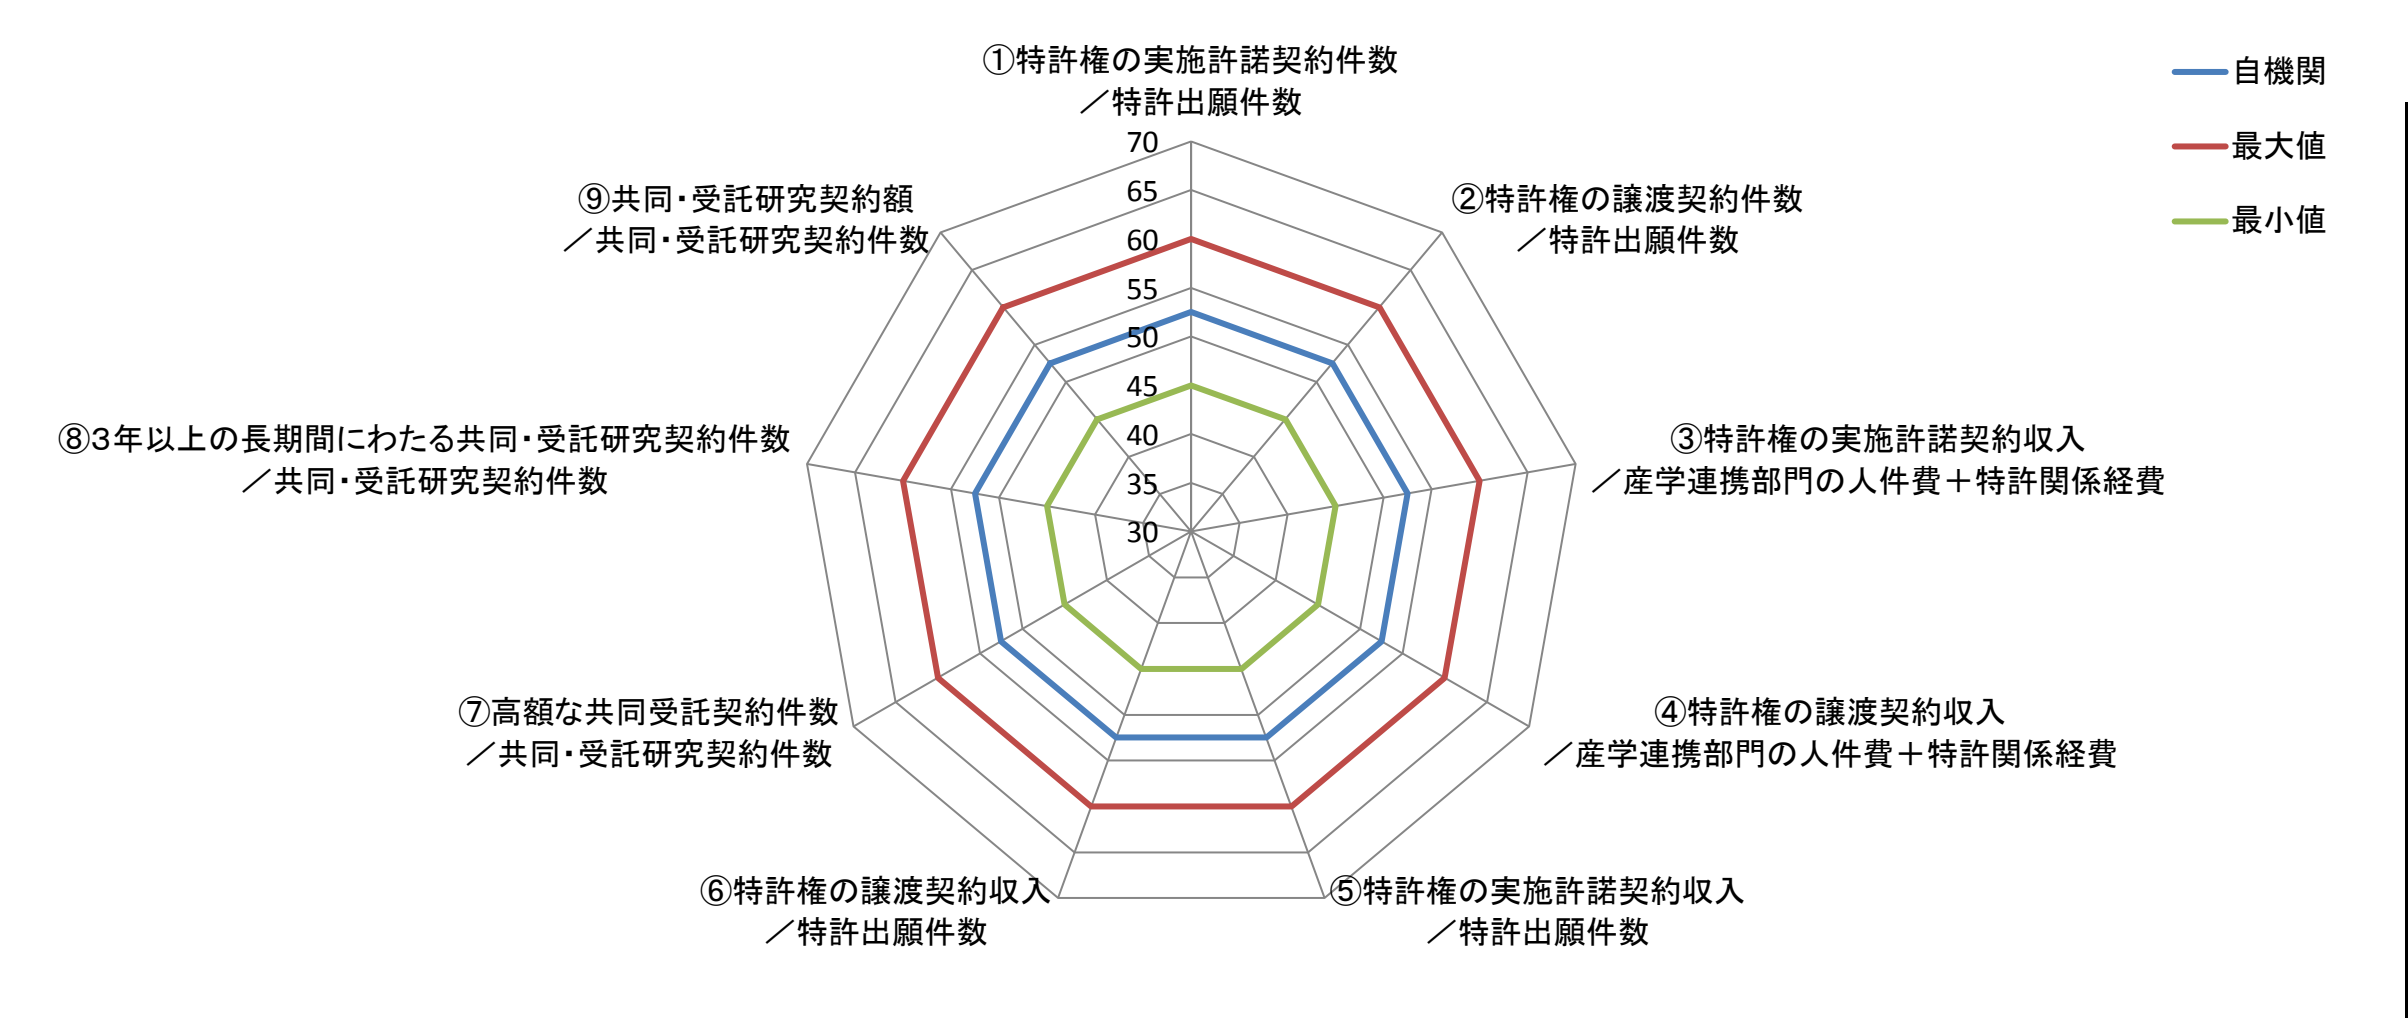 ①特許権の実施許諾契約件数
／特許出願件数
自機関
最大値
最小値
70
65
60
55
50
45
40
35
30
②特許権の譲渡契約件数
／特許出願件数
③特許権の実施許諾契約収入
／産学連携部門の人件費＋特許関係経費
④特許権の譲渡契約収入
／産学連携部門の人件費＋特許関係経費
⑤特許権の実施許諾契約収入
／特許出願件数
⑥特許権の譲渡契約収入
／特許出願件数
⑦高額な共同受託契約件数
／共同・受託研究契約件数
⑧３年以上の長期間にわたる共同・受託研究契約件数
／共同・受託研究契約件数
⑨共同・受託研究契約額
／共同・受託研究契約件数